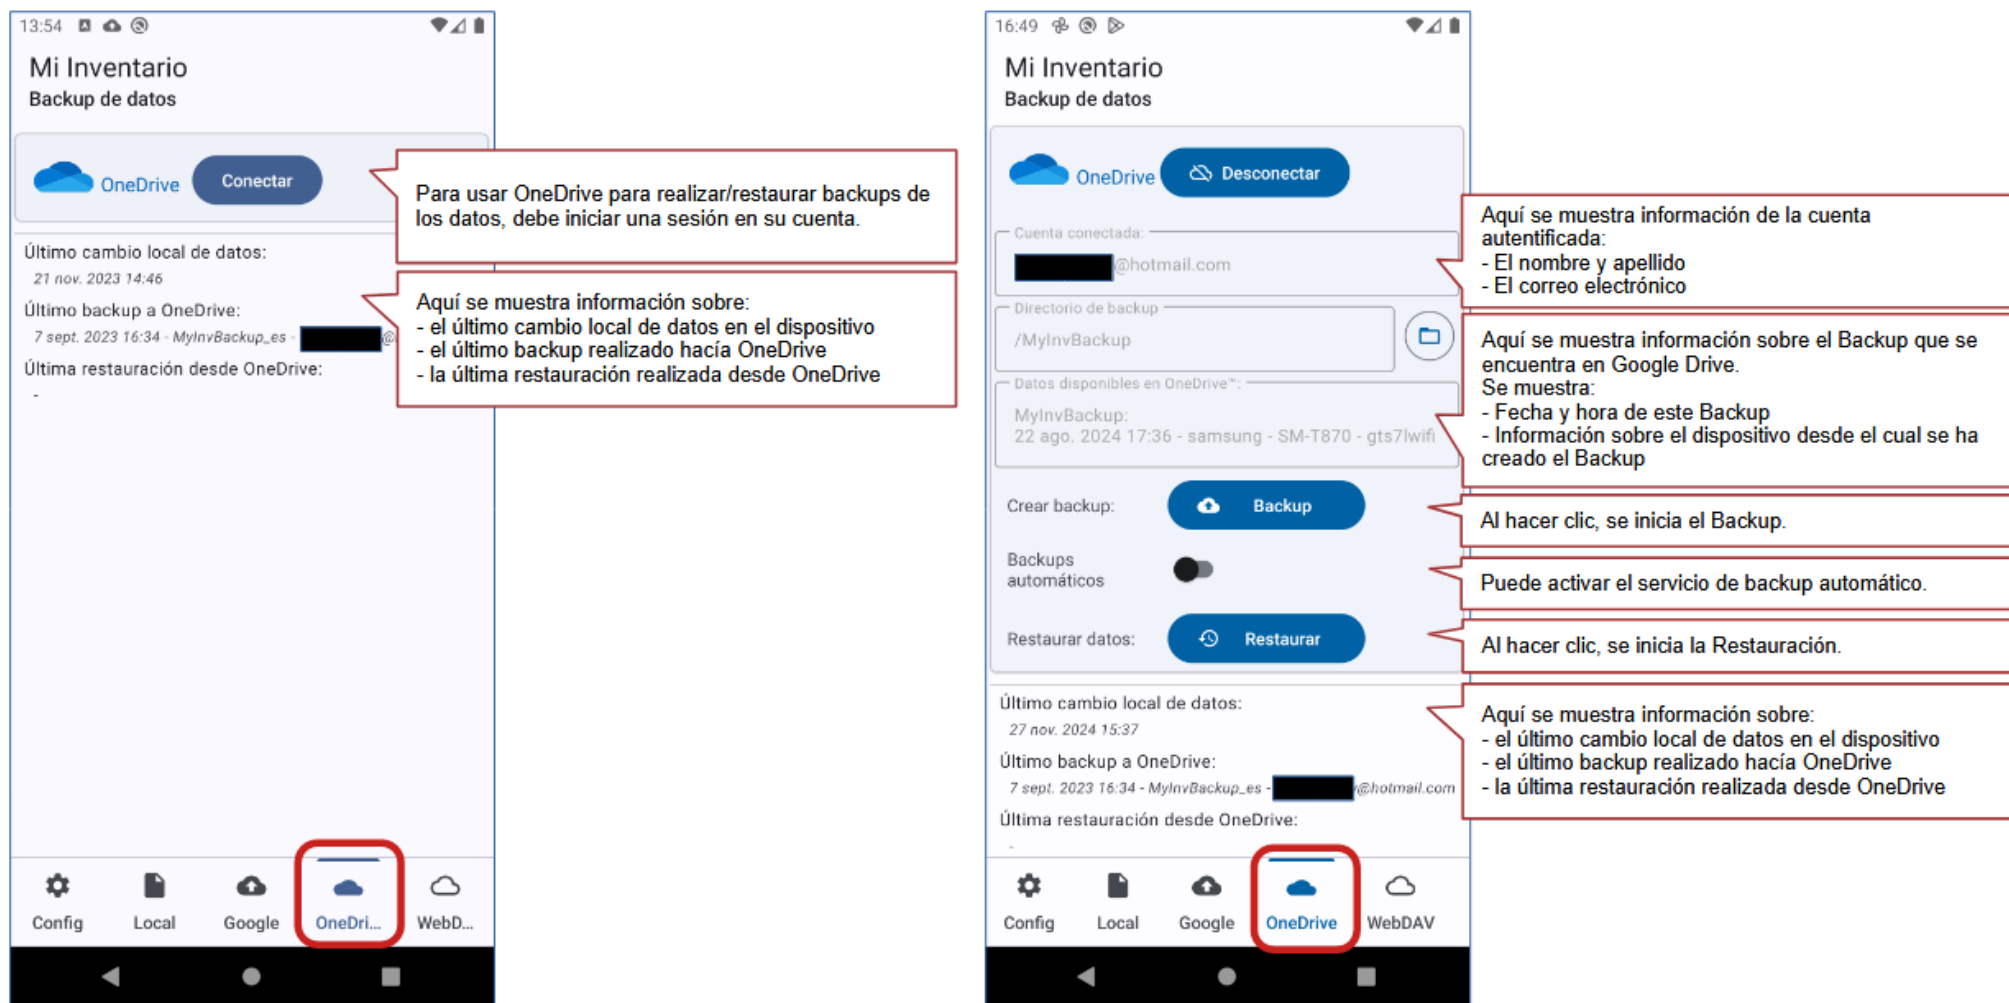 13:54
Mi Inventario
Backup de datos
OneDrive
Conectar
Para usar OneDrive para realizar/restaurar backups de
los datos, debe iniciar una sesión en su cuenta.
Último cambio local de datos:
21 nov. 2023 14:46
Último backup a OneDrive:
7 sept. 2023 16:34 - MyInvBackup_es - @
Última restauración desde OneDrive:
-
Aquí se muestra información sobre:
- el último cambio local de datos en el dispositivo
- el último backup realizado hacía OneDrive
- la última restauración realizada desde OneDrive
Config
Local
Google
OneDri...
WebD...
16:49
Mi Inventario
Backup de datos
OneDrive
Desconectar
Cuenta conectada:
@hotmail.com
Aquí se muestra información de la cuenta
autentificada:
- El nombre y apellido
- El correo electrónico
Directorio de backup
/MyInvBackup
Datos disponibles en OneDrive™:
MyInvBackup:
22 ago. 2024 17:36 - samsung - SM-T870 - gts7lwifi
Aquí se muestra información sobre el Backup que se
encuentra en Google Drive.
Se muestra:
- Fecha y hora de este Backup
- Información sobre el dispositivo desde el cual se ha
creado el Backup
Crear backup:
Backup
Al hacer clic, se inicia el Backup.
Backups
automáticos
Puede activar el servicio de backup automático.
Restaurar datos:
Restaurar
Al hacer clic, se inicia la Restauración.
Último cambio local de datos:
27 nov. 2024 15:37
Último backup a OneDrive:
7 sept. 2023 16:34 - MyInvBackup_es - @hotmail.com
Última restauración desde OneDrive:
-
Aquí se muestra información sobre:
- el último cambio local de datos en el dispositivo
- el último backup realizado hacía OneDrive
- la última restauración realizada desde OneDrive
Config
Local
Google
OneDrive
WebDAV